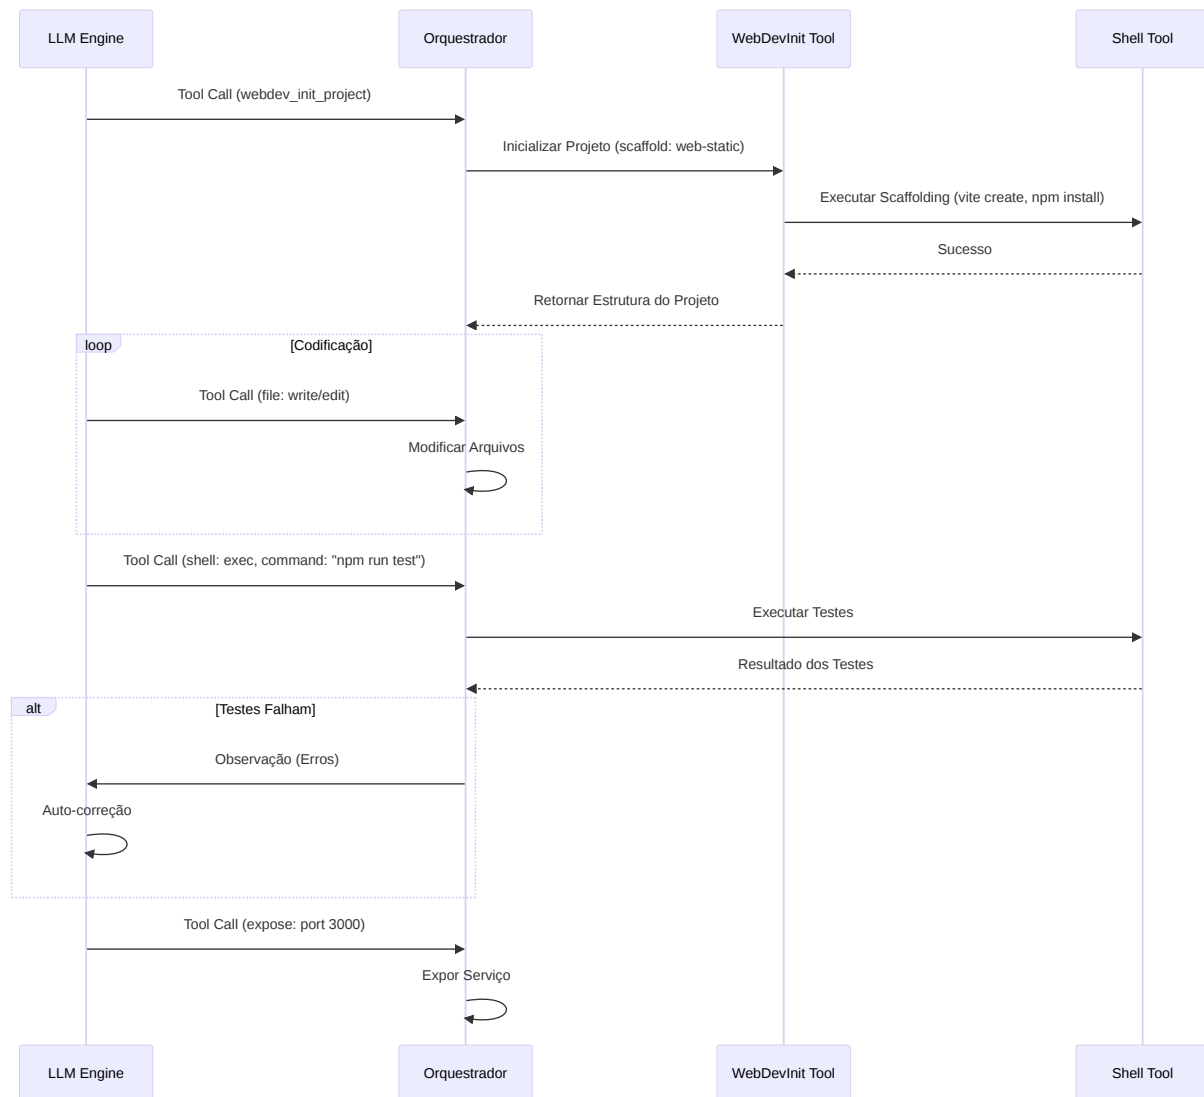 LLM Engine
Orquestrador
WebDevInit Tool
Shell Tool
Tool Call (webdev_init_project)
Inicializar Projeto (scaffold: web-static)
Executar Scaffolding (vite create, npm install)
Sucesso
Retornar Estrutura do Projeto
loop
[Codificação]
Tool Call (file: write/edit)
Modificar Arquivos
Tool Call (shell: exec, command: "npm run test")
Executar Testes
Resultado dos Testes
alt
[Testes Falham]
Observação (Erros)
Auto-correção
Tool Call (expose: port 3000)
Expor Serviço
LLM Engine
Orquestrador
WebDevInit Tool
Shell Tool